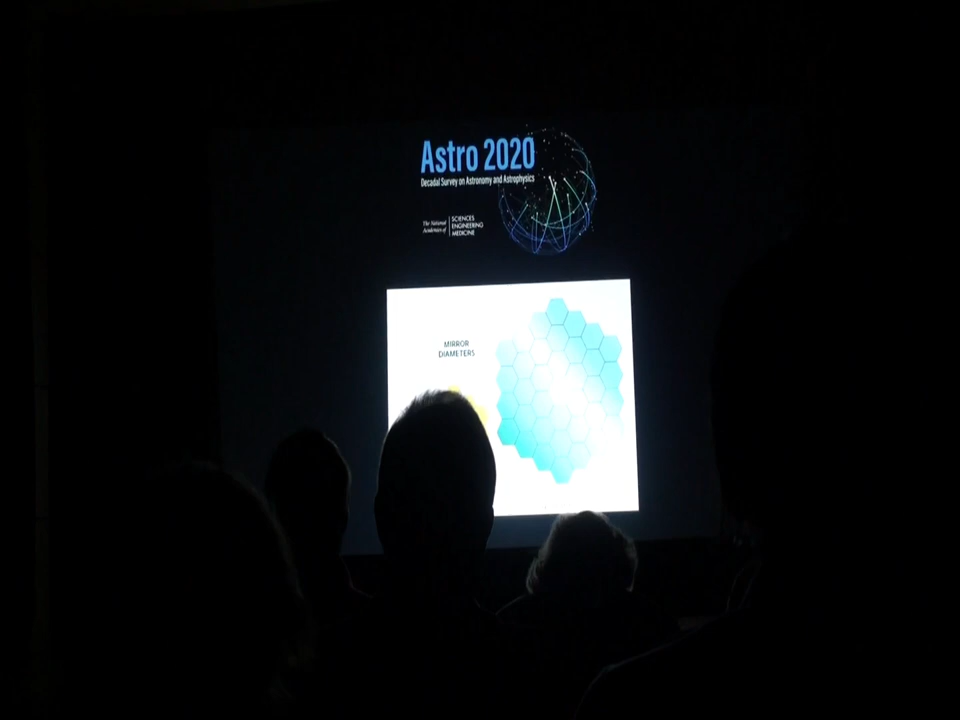 Astro 2020
Decadal Survey on Astronomy and Astrophysics
The National
Academies of
SCIENCES
ENGINEERING
MEDICINE
MIRROR
DIAMETERS